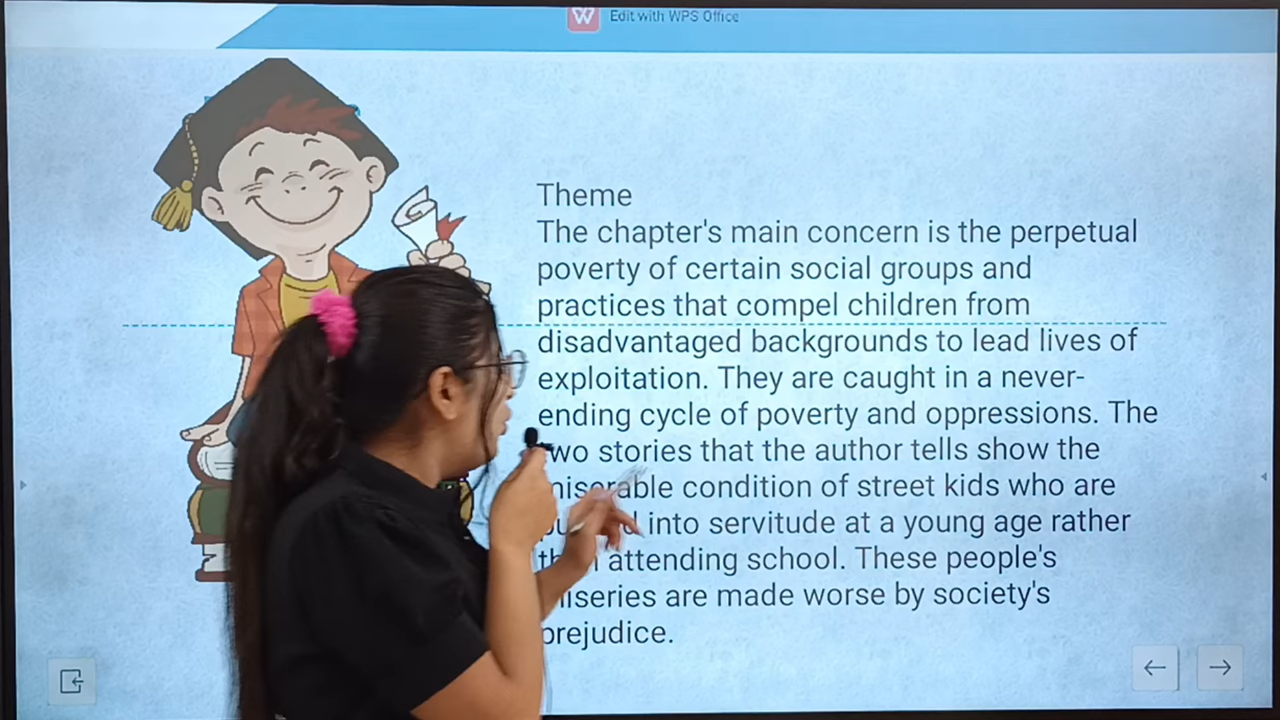 W Edit with WPS Office
Theme
The chapter's main concern is the perpetual
poverty of certain social groups and
practices that compel children from
disadvantaged backgrounds to lead lives of
exploitation. They are caught in a never-
ending cycle of poverty and oppressions. The
two stories that the author tells show the
miserable condition of street kids who are
into servitude at a young age rather
than attending school. These people's
miseries are made worse by society's
prejudice.